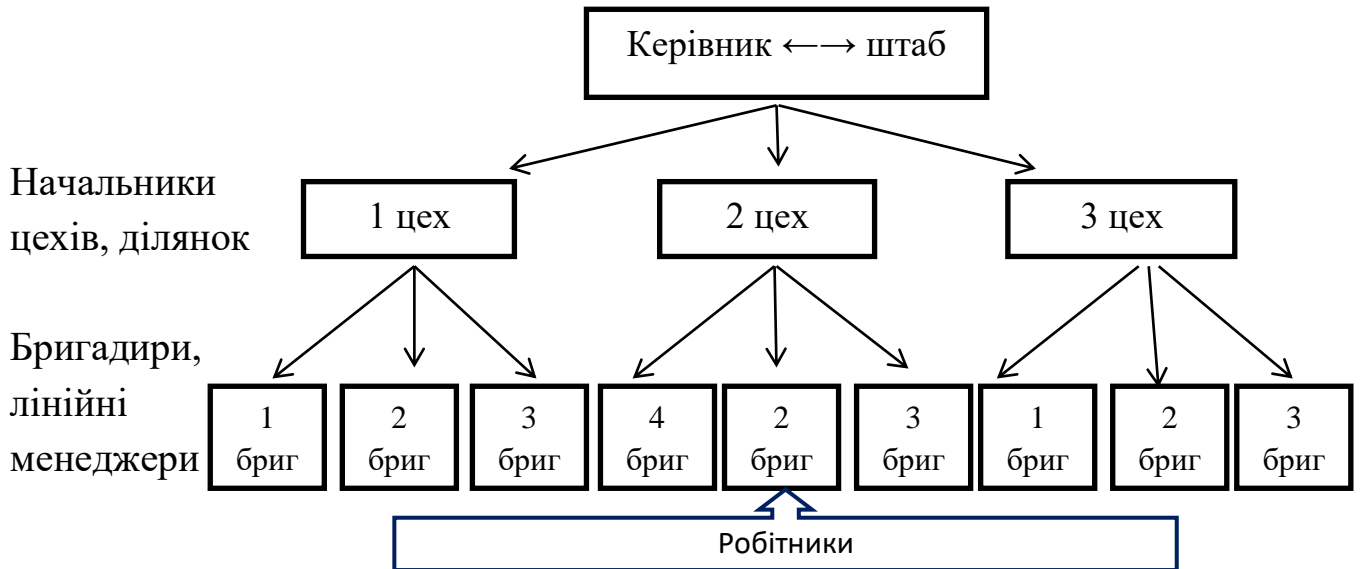 Керівник ←→ штаб
Начальники
цехів, ділянок
1 цех
2 цех
3 цех
Бригадири,
лінійні
менеджери
1
бриг
2
бриг
3
бриг
4
бриг
2
бриг
3
бриг
1
бриг
2
бриг
3
бриг
Робітники